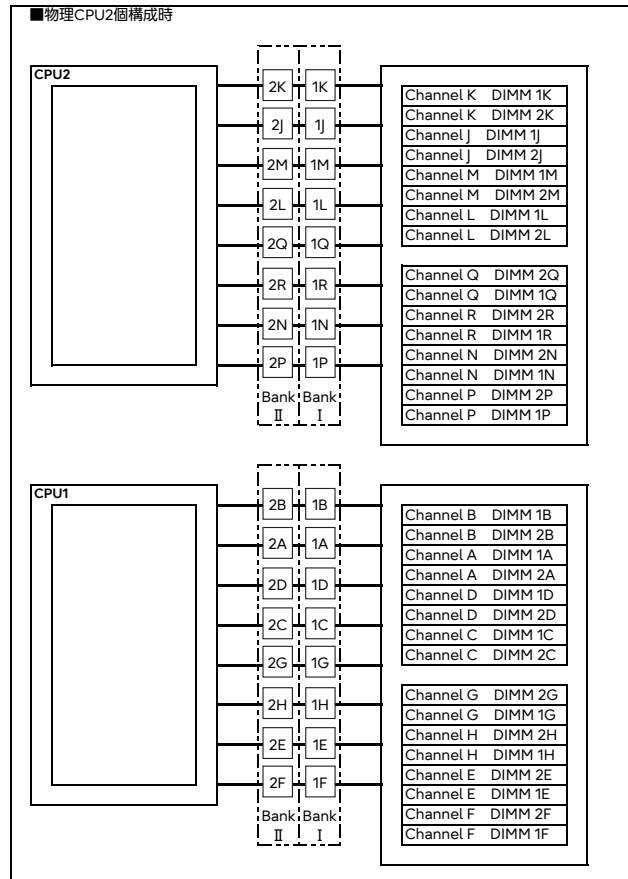 ■物理CPU2個構成時
CPU2
2K 1K
2J 1J
2M 1M
2L 1L
2Q 1Q
2R 1R
2N 1N
2P 1P
Bank Bank
Ⅱ Ⅰ
Channel K DIMM 1K
Channel K DIMM 2K
Channel J DIMM 1J
Channel J DIMM 2J
Channel M DIMM 1M
Channel M DIMM 2M
Channel L DIMM 1L
Channel L DIMM 2L
Channel Q DIMM 2Q
Channel Q DIMM 1Q
Channel R DIMM 2R
Channel R DIMM 1R
Channel N DIMM 2N
Channel N DIMM 1N
Channel P DIMM 2P
Channel P DIMM 1P
CPU1
2B 1B
2A 1A
2D 1D
2C 1C
2G 1G
2H 1H
2E 1E
2F 1F
Bank Bank
Ⅱ Ⅰ
Channel B DIMM 1B
Channel B DIMM 2B
Channel A DIMM 1A
Channel A DIMM 2A
Channel D DIMM 1D
Channel D DIMM 2D
Channel C DIMM 1C
Channel C DIMM 2C
Channel G DIMM 2G
Channel G DIMM 1G
Channel H DIMM 2H
Channel H DIMM 1H
Channel E DIMM 2E
Channel E DIMM 1E
Channel F DIMM 2F
Channel F DIMM 1F